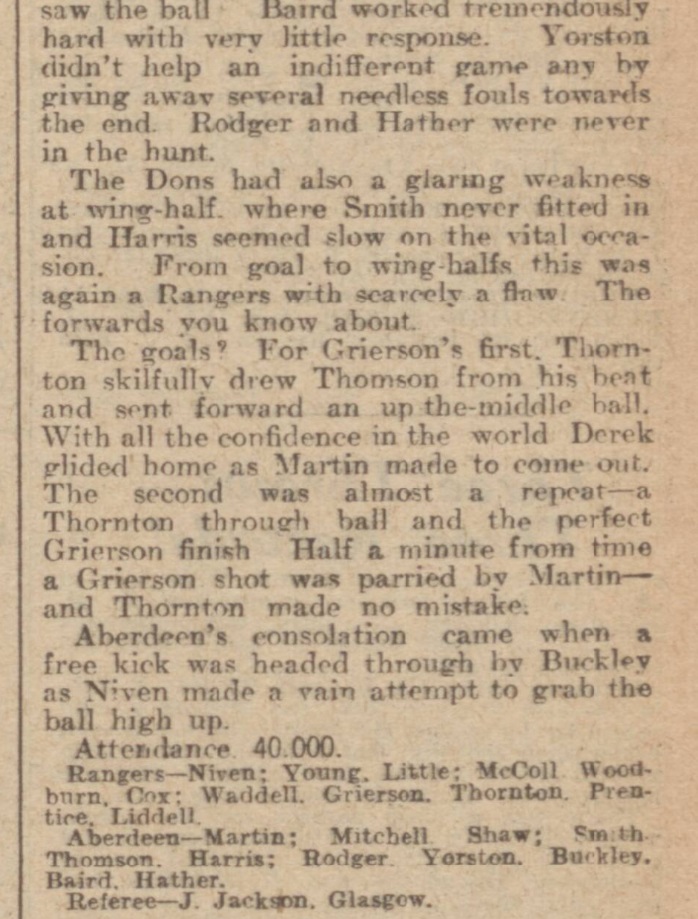 saw the ball   Baird worked tremendously
hard with very little response.   Yorston
didn't help an indifferent game any by
giving away several needless fouls towards
the end.   Rodger and Hather were never
in the hunt.
The Dons had also a glaring weakness
at wing-half. where Smith never fitted in
and Harris seemed slow on the vital occa-
sion.   From goal to wing-halfs this was
again a Rangers with scarcely a flaw.   The
forwards you know about.
The goals? For Grierson's first, Thorn-
ton skilfully drew Thomson from his beat
and sent forward an up the-middle ball.
With all the confidence in the world Derek
glided home as Martin made to come out.
The second was almost a repeat—a
Thornton through ball and the perfect
Grierson finish   Half a minute from time
a Grierson shot was parried by Martin—
and Thornton made no mistake.
Aberdeen's consolation came when a
free kick was headed through by Buckley
as Niven made a vain attempt to grab the
ball high up.
Attendance 40.000.
Rangers—Niven; Young, Little; McColl Wood-
burn, Cox; Waddell. Grierson. Thornton. Pren-
tice. Liddell.
Aberdeen—Martin; Mitchell Shaw; Smith
Thomson. Harris; Rodger Yorston. Buckley.
Baird. Hather.
Referee—J. Jackson. Glasgow.